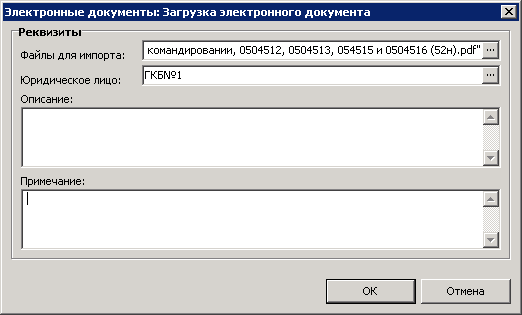 Электронные документы: Загрузка электронного документа
Реквизиты
Файлы для импорта: командировании, 0504512, 0504513, 054515 и 0504516 (52н).pdf" ...
Юридическое лицо: ГКБ№1 ...
Описание:
Примечание:
ОК Отмена